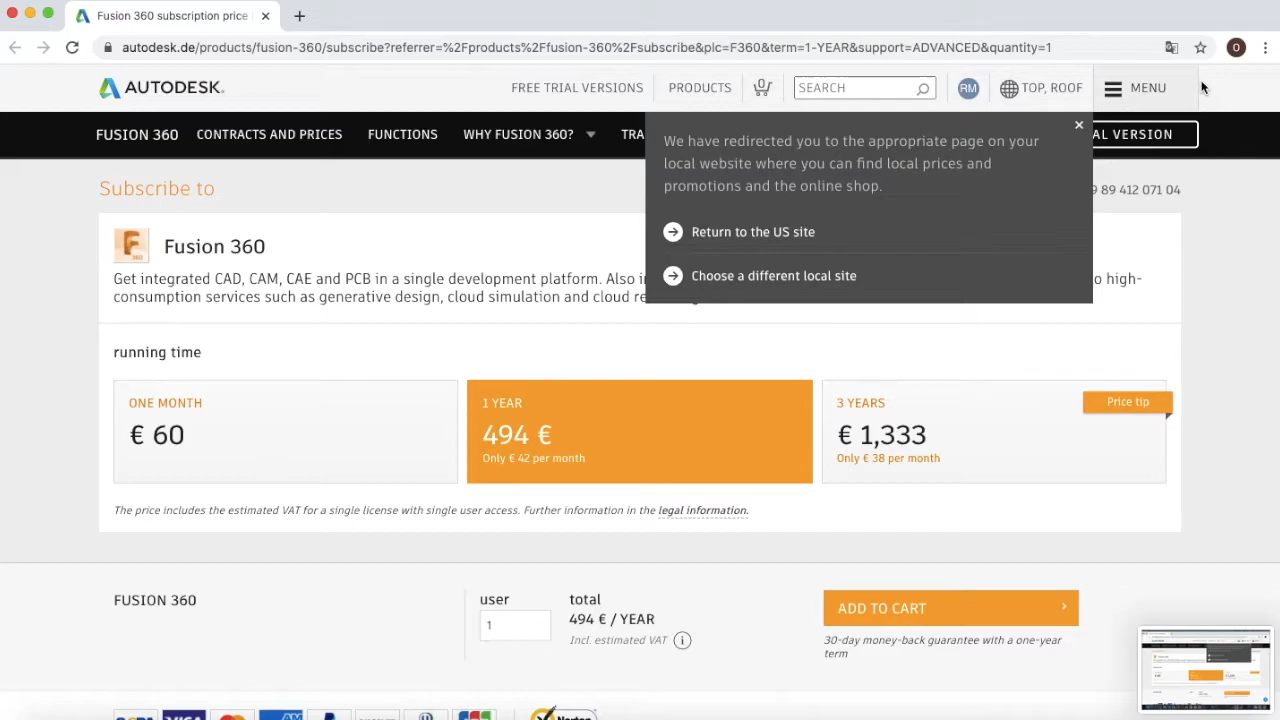 Fusion 360 subscription price
autodesk.de/products/fusion-360/subscribe?referrer=%2Fproducts%2Ffusion-360%2Fsubscribe&plc=F360&term=1-YEAR&support=ADVANCED&quantity=1
O
AUTODESK.
FREE TRIAL VERSIONS
PRODUCTS
SEARCH
RM
TOP, ROOF
MENU
FUSION 360
CONTRACTS AND PRICES
FUNCTIONS
WHY FUSION 360?
TRA
AL VERSION
We have redirected you to the appropriate page on your
local website where you can find local prices and
promotions and the online shop.
Return to the US site
Choose a different local site
Subscribe to
9 89 412 071 04
Fusion 360
Get integrated CAD, CAM, CAE and PCB in a single development platform. Also i
o high-
consumption services such as generative design, cloud simulation and cloud re
running time
ONE MONTH
€ 60
1 YEAR
494 €
Only € 42 per month
3 YEARS
Price tip
€ 1,333
Only € 38 per month
The price includes the estimated VAT for a single license with single user access. Further information in the legal information.
FUSION 360
user
total
494 € / YEAR
Incl. estimated VAT
ADD TO CART
30-day money-back guarantee with a one-year
term
VISA
Norton